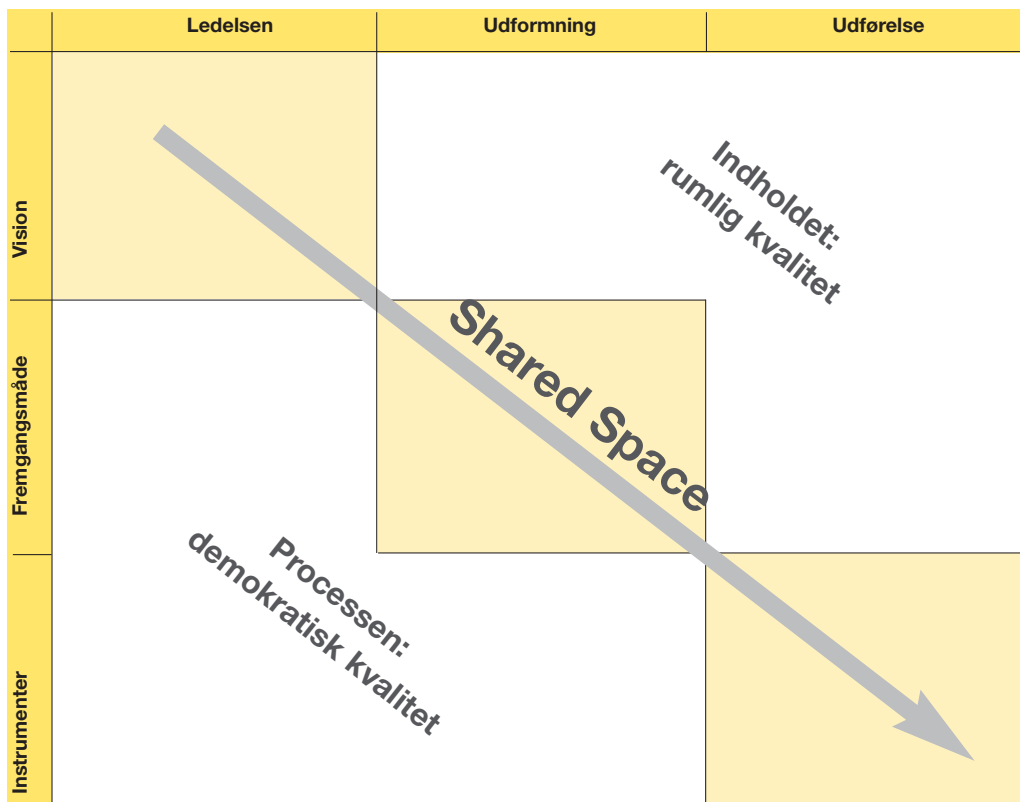 Ledelsen
Udformning
Udførelse
Vision
Indholdet:
rumlig kvalitet
Fremgangsmåde
Shared Space
Processen:
demokratisk kvalitet
Instrumenter